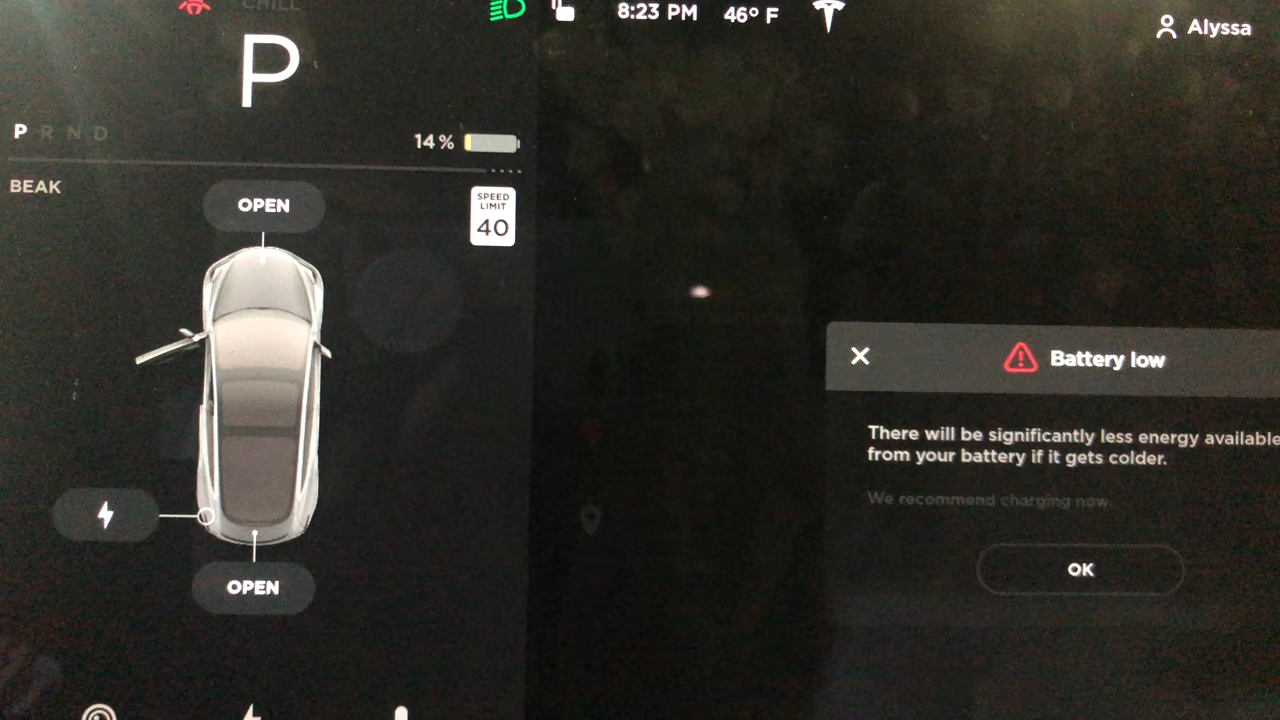 CHILL
8:23 PM 46° F
Alyssa
P
P R N D
14 %
BEAK
OPEN
SPEED
LIMIT
40
Battery low
There will be significantly less energy available
from your battery if it gets colder.
We recommend charging now.
OK
OPEN